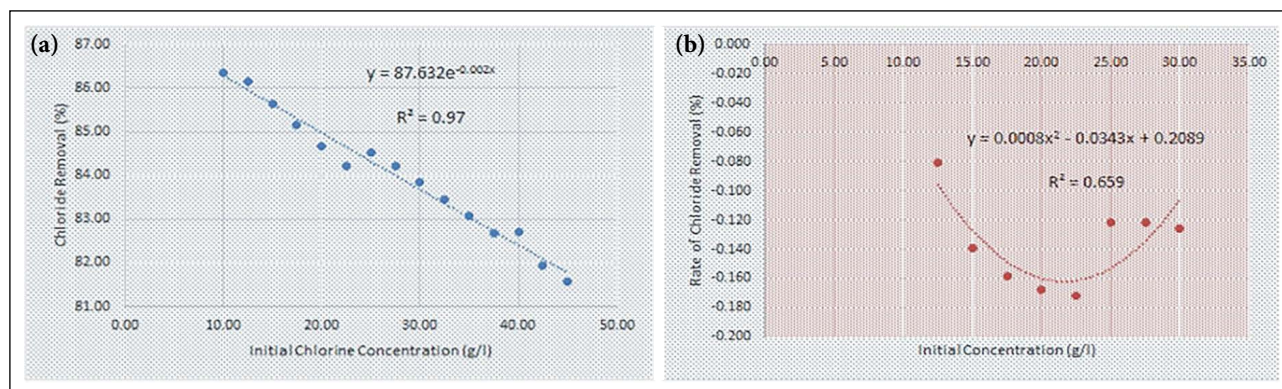 (a)
87.00
86.00
85.00
84.00
83.00
82.00
81.00
Chloride Removal (%)
y = 87.632e^-0.002x
R² = 0.97
0.00 10.00 20.00 30.00 40.00 50.00
Initial Chlorine Concentration (g/l)
(b)
0.000
-0.020
-0.040
-0.060
-0.080
-0.100
-0.120
-0.140
-0.160
-0.180
-0.200
Rate of Chloride Removal (%)
0.00 5.00 10.00 15.00 20.00 25.00 30.00 35.00
y = 0.0008x² - 0.0343x + 0.2089
R² = 0.659
Initial Concentration (g/l)